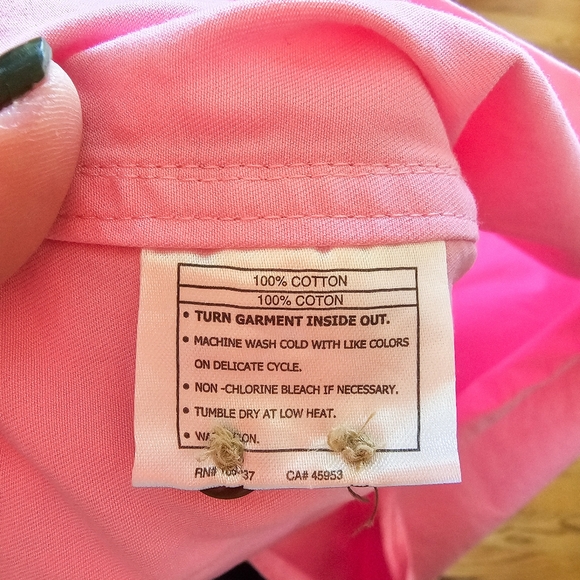 100% COTTON
100% COTON
• TURN GARMENT INSIDE OUT.
• MACHINE WASH COLD WITH LIKE COLORS
ON DELICATE CYCLE.
• NON -CHLORINE BLEACH IF NECESSARY.
• TUMBLE DRY AT LOW HEAT.
•
RN# CA# 45953